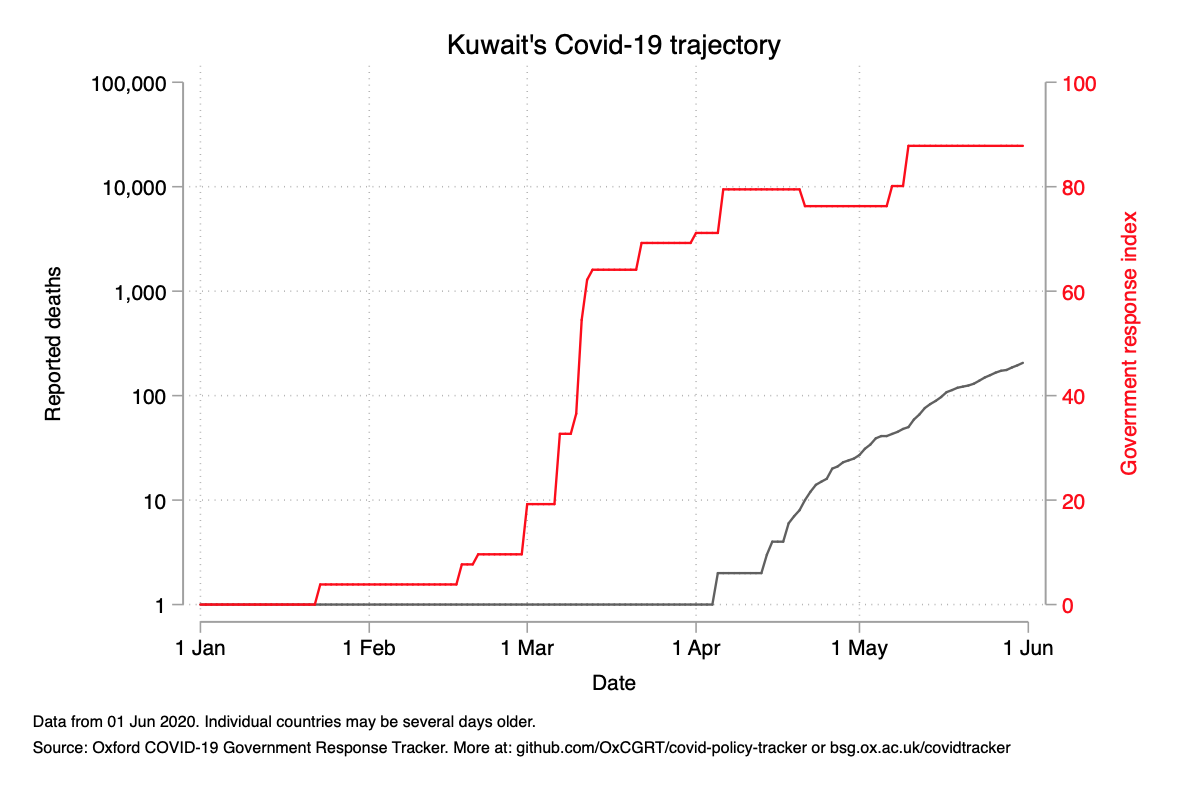 Kuwait's Covid-19 trajectory
100,000
10,000
1,000
100
10
1
Reported deaths
100
80
60
40
20
0
Government response index
1 Jan
1 Feb
1 Mar
1 Apr
1 May
1 Jun
Date
Data from 01 Jun 2020. Individual countries may be several days older.
Source: Oxford COVID-19 Government Response Tracker. More at: github.com/OxCGRT/covid-policy-tracker or bsg.ox.ac.uk/covidtracker